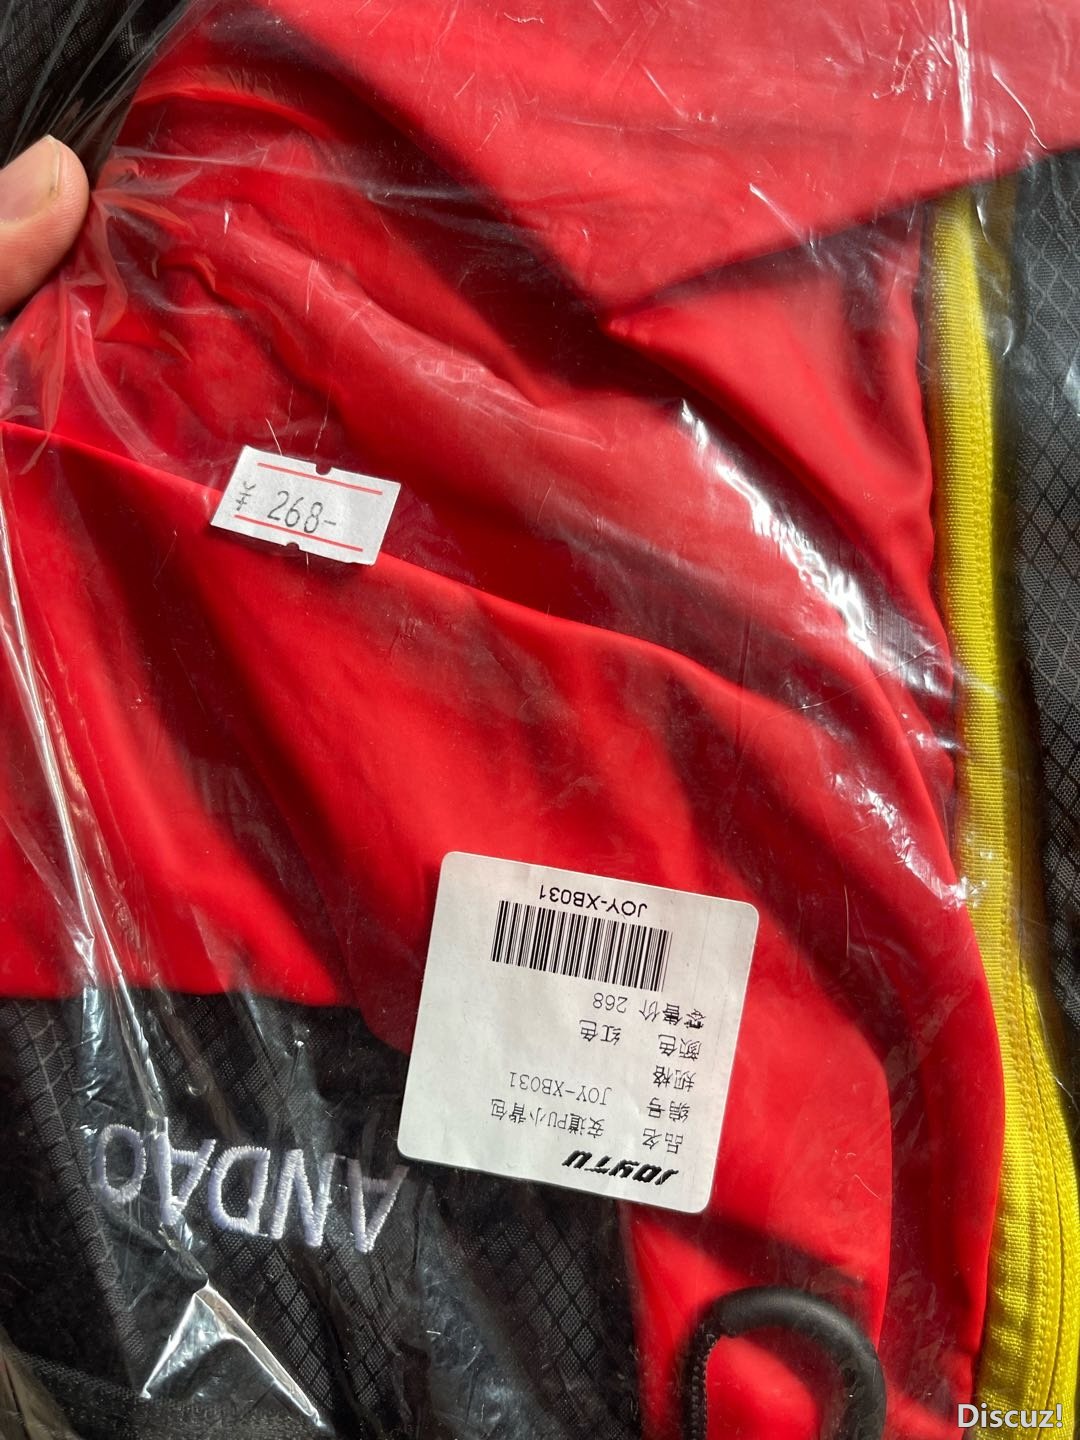 ¥ 268-
JOYTU
品名 安道PU小背包
编号 JOY-XB031
规格
颜色 红色
零售价 268
JOY-XB031
ANDAO
Discuz!